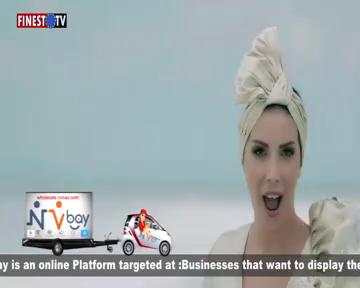 FINEST TV
wholesale.nvbay.com
NVbay
ay is an online Platform targeted at :Businesses that want to display the